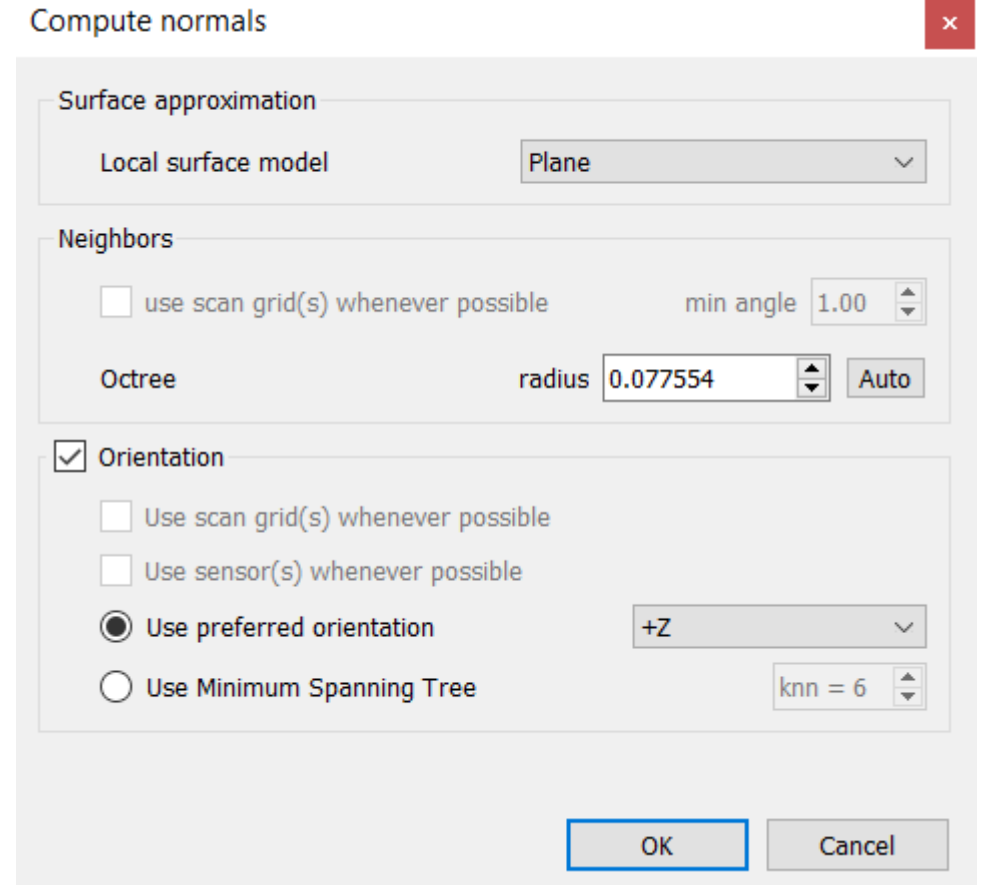 Compute normals
Surface approximation
Local surface model Plane
Neighbors
use scan grid(s) whenever possible min angle 1.00
Octree radius 0.077554 Auto
Orientation
Use scan grid(s) whenever possible
Use sensor(s) whenever possible
Use preferred orientation +Z
Use Minimum Spanning Tree knn = 6
OK Cancel